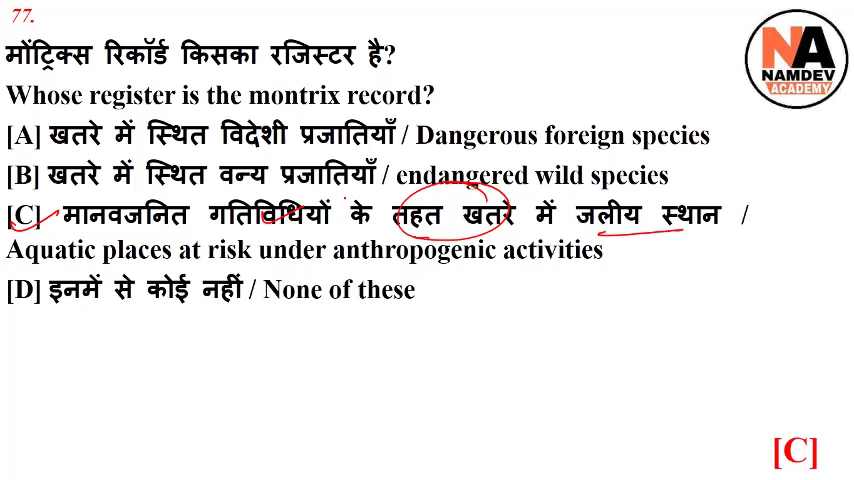 77.
मोंट्रिक्स रिकॉर्ड किसका रजिस्टर है?
Whose register is the montrix record?
[A] खतरे में स्थित विदेशी प्रजातियाँ / Dangerous foreign species
[B] खतरे में स्थित वन्य प्रजातियाँ / endangered wild species
[C] मानवजनित गतिविधियों के तहत खतरे में जलीय स्थान /
Aquatic places at risk under anthropogenic activities
[D] इनमें से कोई नहीं / None of these
NA
NAMDEV
ACADEMY
[C]